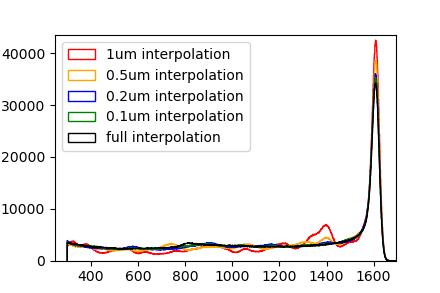 1um interpolation
0.5um interpolation
0.2um interpolation
0.1um interpolation
full interpolation
40000
30000
20000
10000
0
400 600 800 1000 1200 1400 1600